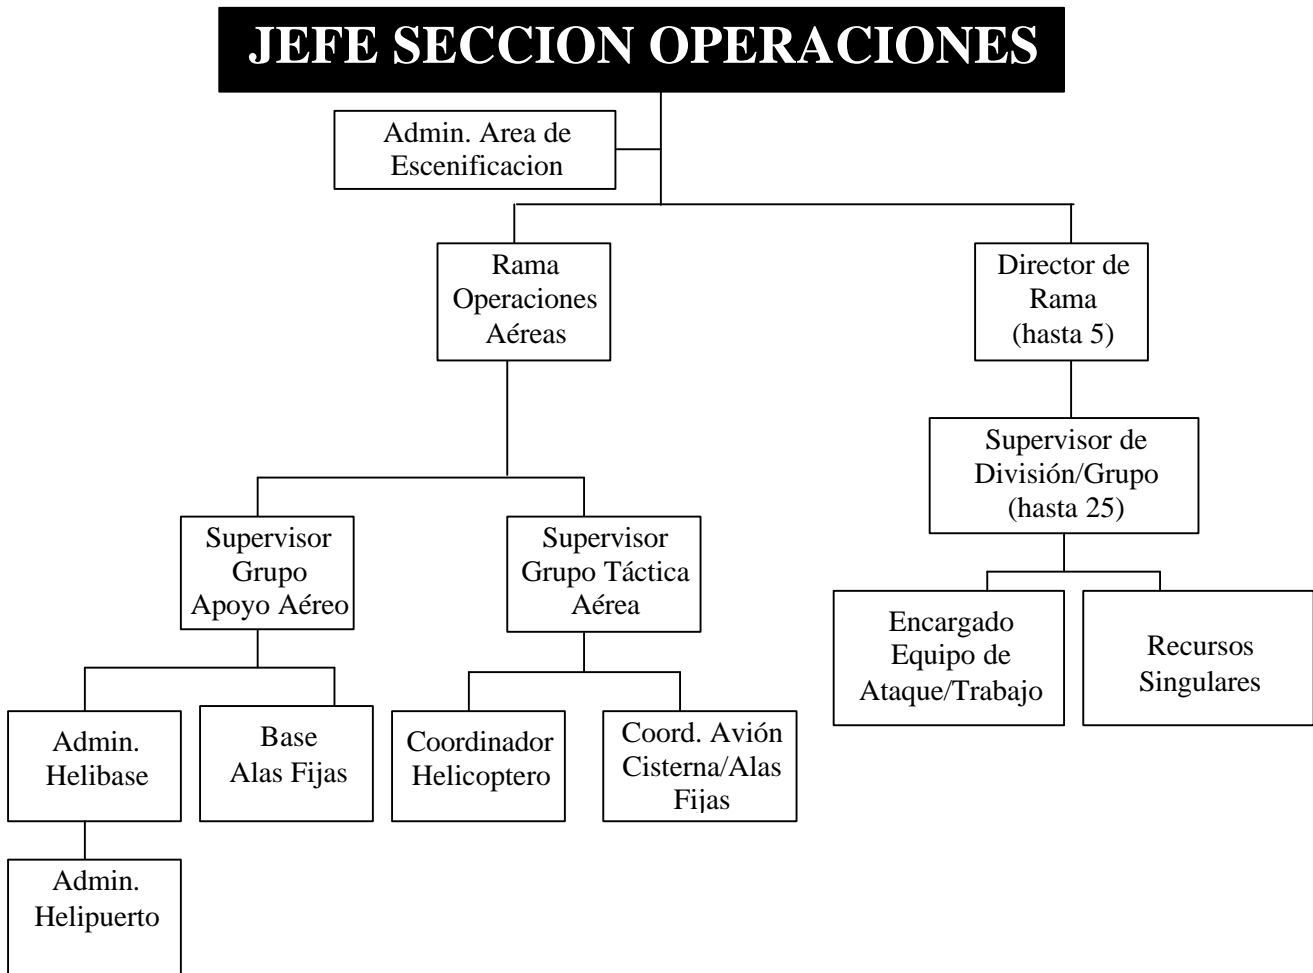 JEFE SECCION OPERACIONES
Admin. Area de
Escenificacion
Rama
Operaciones
Aéreas
Director de
Rama
(hasta 5)
Supervisor de
División/Grupo
(hasta 25)
Supervisor
Grupo
Apoyo Aéreo
Supervisor
Grupo Táctica
Aérea
Encargado
Equipo de
Ataque/Trabajo
Recursos
Singulares
Admin.
Helibase
Base
Alas Fijas
Coordinador
Helicoptero
Coord. Avión
Cisterna/Alas
Fijas
Admin.
Helipuerto